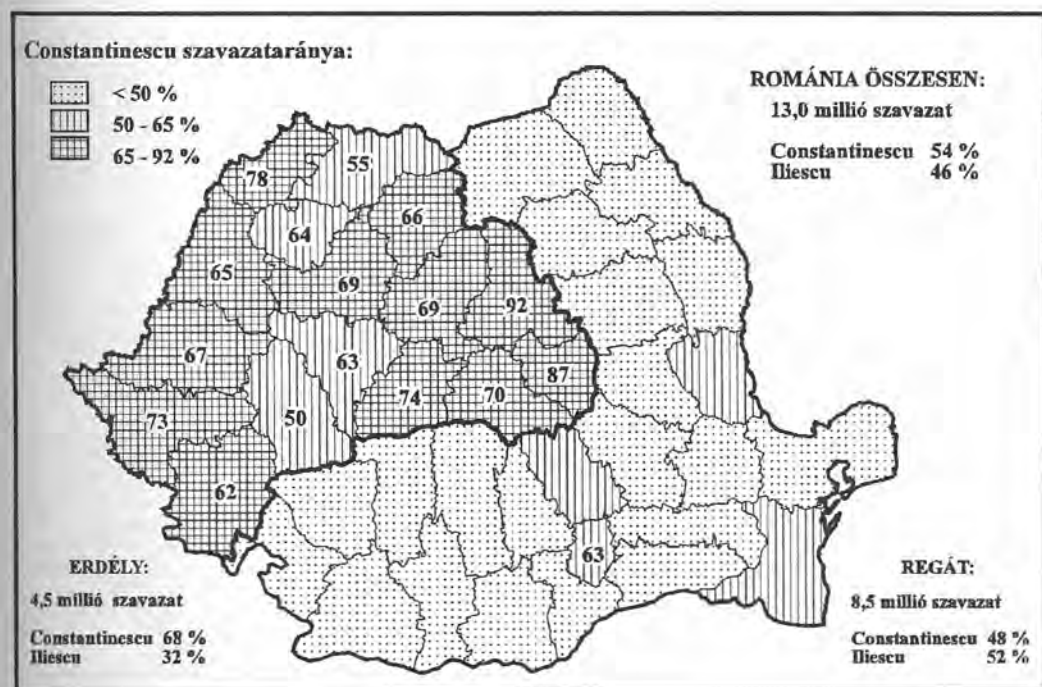 Constantinescu szavazataránya:
< 50 %
50 - 65 %
65 - 92 %
ROMÁNIA ÖSSZESEN:
13,0 millió szavazat
Constantinescu 54 %
Iliescu 46 %
78
55
66
64
65
69
69
92
67
63
87
74
70
73
50
62
63
ERDÉLY:
4,5 millió szavazat
Constantinescu 68 %
Iliescu 32 %
REGÁT:
8,5 millió szavazat
Constantinescu 48 %
Iliescu 52 %